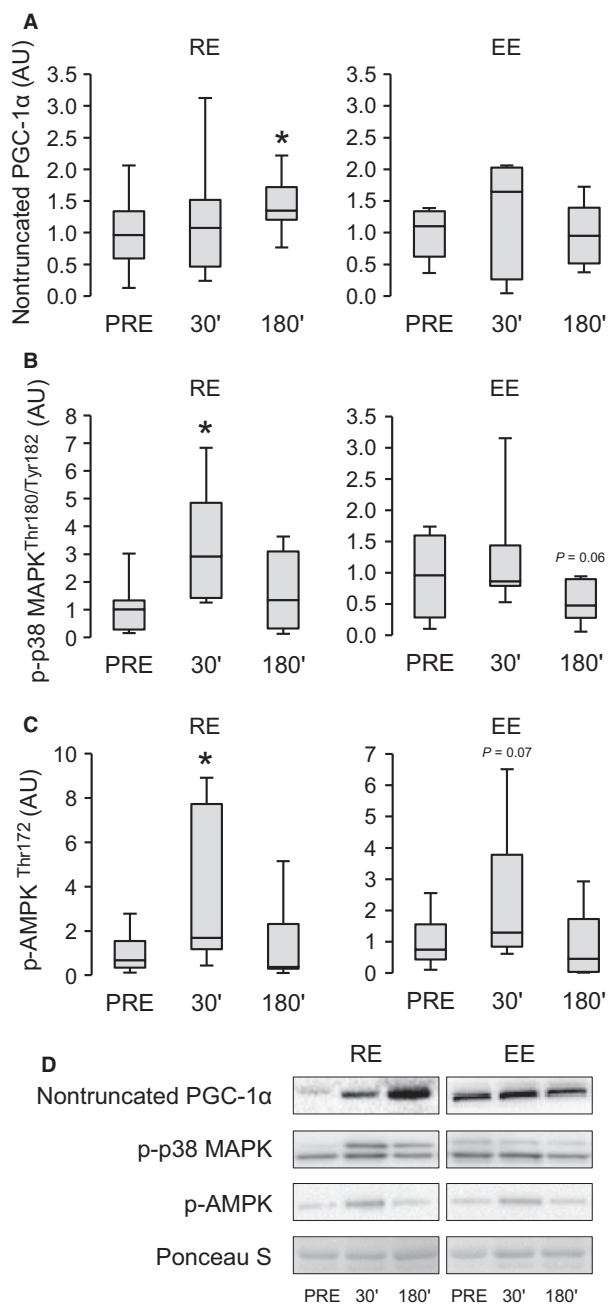 A
RE EE
Nontruncated PGC-1α (AU)
3.5 3.5
3.0 3.0
2.5 2.5
2.0 2.0
1.5 1.5
1.0 1.0
0.5 0.5
0.0 0.0
*
PRE 30' 180' PRE 30' 180'
B
RE EE
p-p38 MAPK Thr180/Tyr182 (AU)
8 3.5
7 3.0
6 2.5
5 2.0
4 1.5
3 1.0
2 0.5
1 0.0
0
*
P = 0.06
PRE 30' 180' PRE 30' 180'
C
RE EE
p-AMPK Thr172 (AU)
10 7
8 6
6 5
4 4
2 3
0 2
1
0
*
P = 0.07
PRE 30' 180' PRE 30' 180'
D
RE EE
Nontruncated PGC-1α
p-p38 MAPK
p-AMPK
Ponceau S
PRE 30' 180' PRE 30' 180'